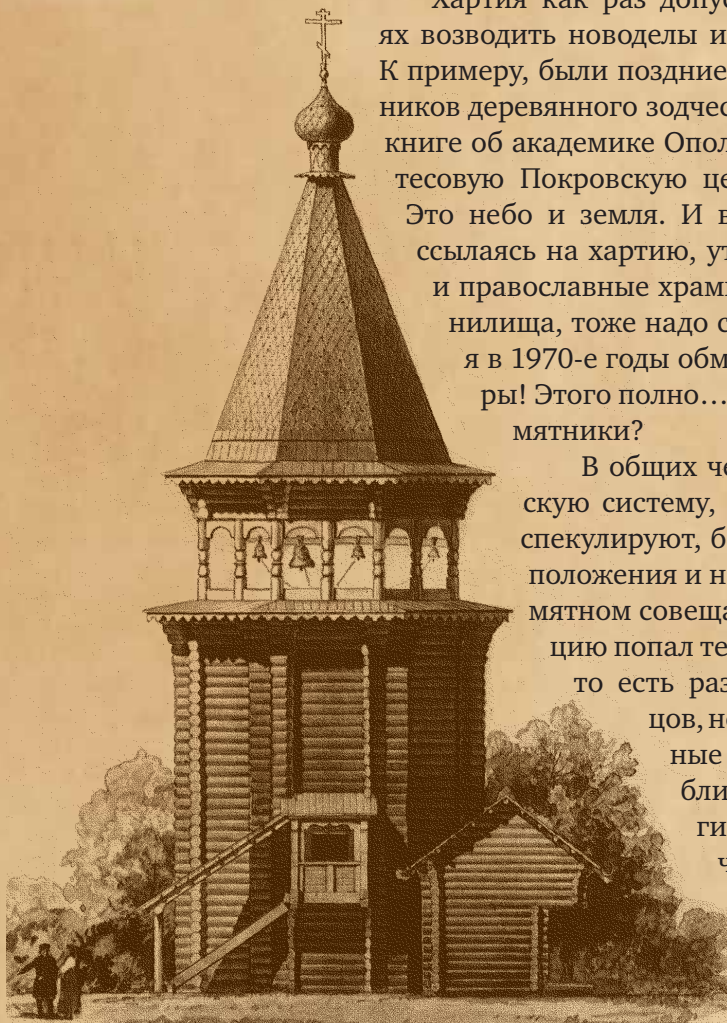 Хартия как раз допус
ях возводить новоделы и
К примеру, были поздние
ников деревянного зодчес
книге об академике Опол
тесовую Покровскую це
Это небо и земля. И в
ссылаясь на хартию, ут
и православные храм
нилища, тоже надо с
я в 1970-е годы обм
ры! Этого полно…
мятники?
В общих че
скую систему,
спекулируют, б
положения и н
мятном совеща
цию попал те
то есть раз
цов, н
ные
бли
ги
ч